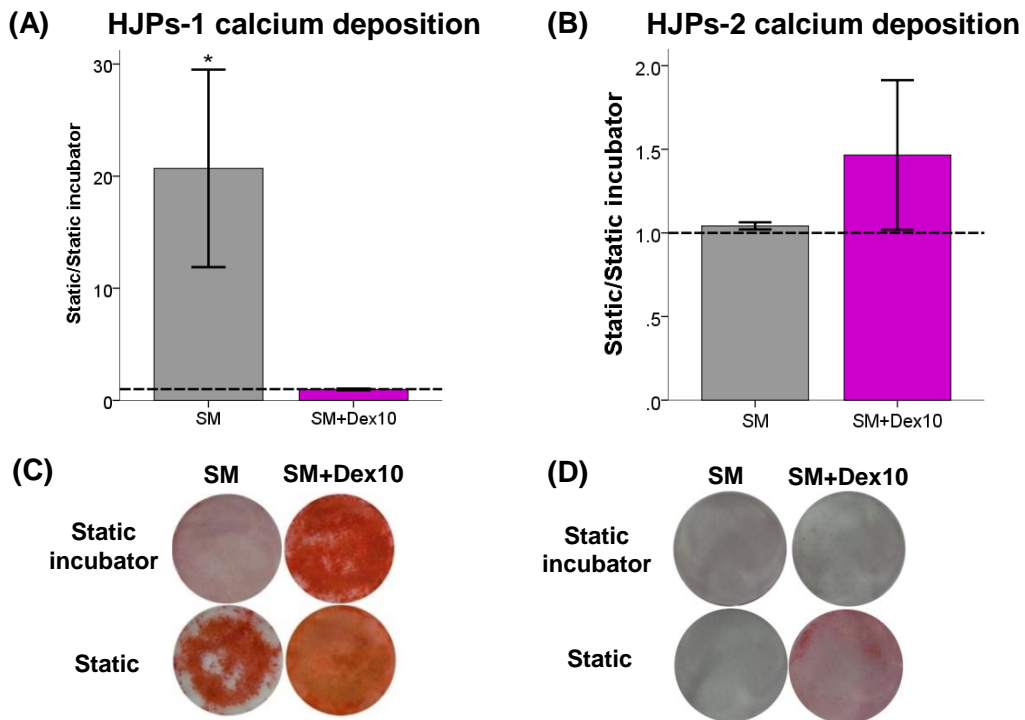 (A) HJPs-1 calcium deposition
Static/Static incubator
30
20
10
0
*
SM SM+Dex10
(B) HJPs-2 calcium deposition
Static/Static incubator
2.0
1.5
1.0
.5
.0
SM SM+Dex10
(C)
SM SM+Dex10
Static
incubator
Static
(D)
SM SM+Dex10
Static
incubator
Static